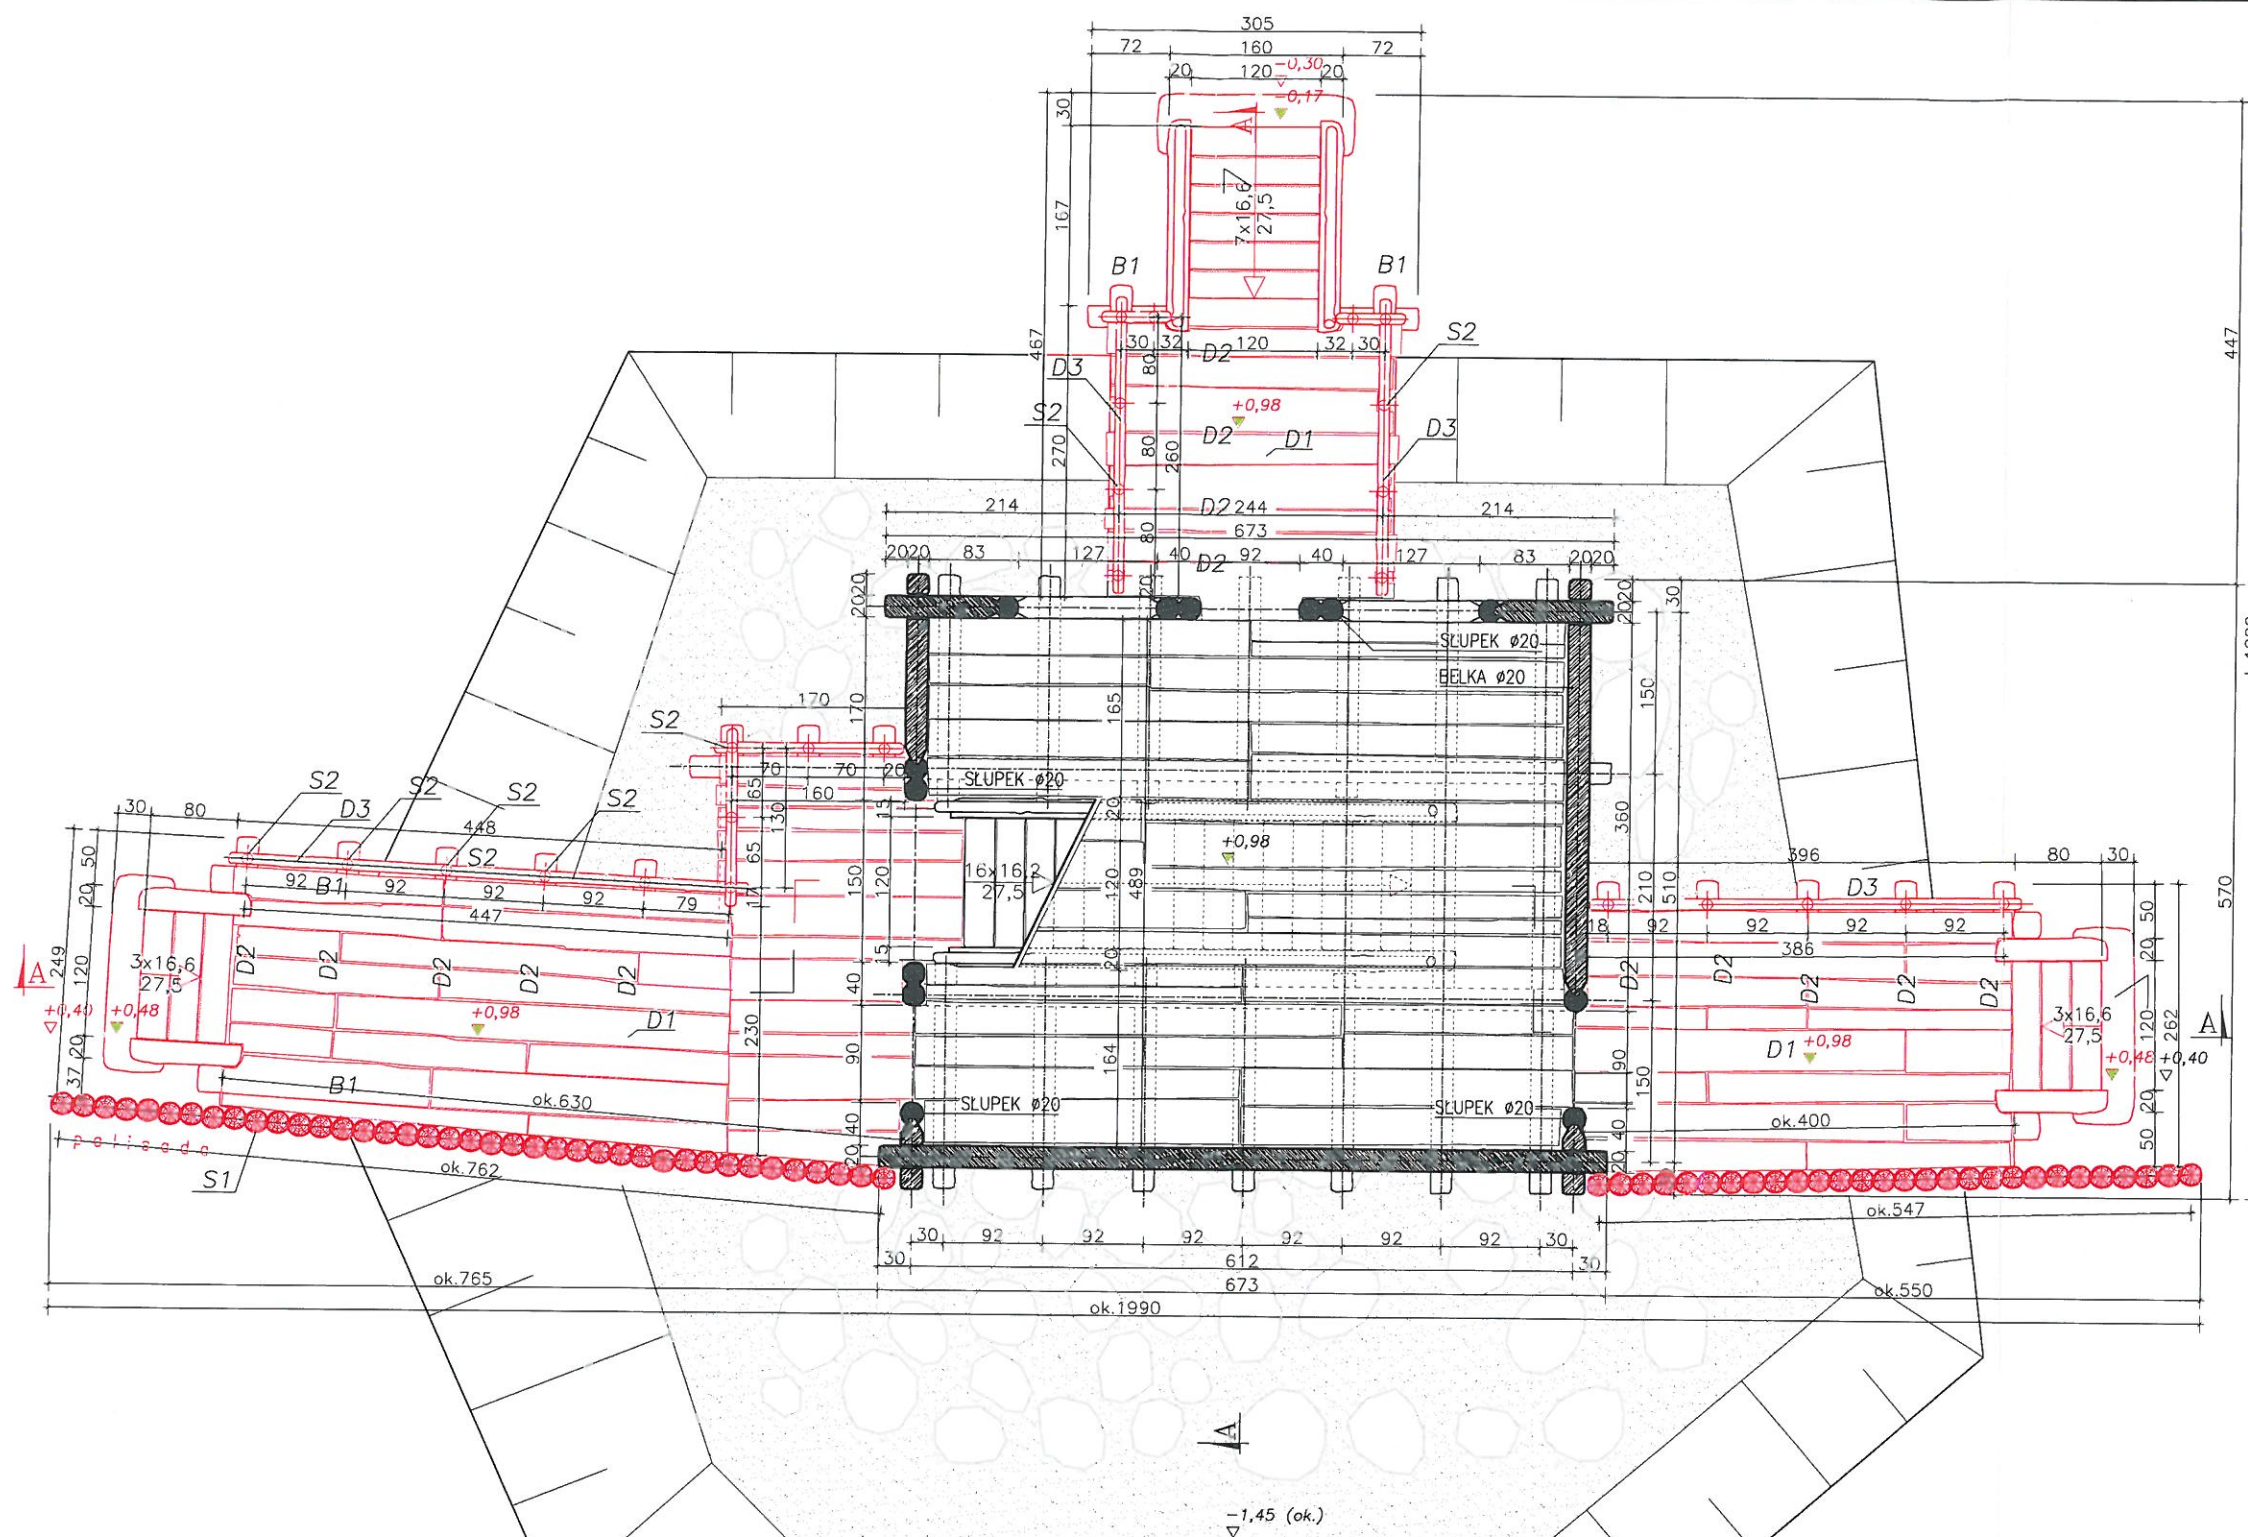 305
72 160 72
20 120 20
-0,30
-0,17
30
A
167
7x16,6
27,5
B1 B1
467
447
30 32 120 32 30
D2
S2
80
D3
S2
+0,98
D2
D1
D3
80
270
260
214 D2 244 214
673
80
2020 83 127 40 92 40 127 83 2020
D2
20
2020
2020
30
SŁUPEK ø20
BELKA ø20
170
170
165
150
S2
70 70 20
SŁUPEK ø20
160
65
130
15
20
360
S2 S2 S2 S2
30 80
D3
448
S2
+0,98
396 80 30
D3
50
20
92 B1 92 92 92 79
447
65
17
150
120
16x16,2
27,5
120
489
210
510
570
18 92 92 92 92
386
50
20
249
120
3x16,6
27,5
D2 D2 D2 D2 D2
15
40
20
D2 D2 D2 D2 D2
A
+0,40 +0,48
+0,98
D1
230
3x16,6
27,5
120
262
A
D1 +0,98
+0,48 +0,40
37
20
B1
ok.630
90
164
90
150
SŁUPEK ø20
SŁUPEK ø20
40
20
ok.400
40
20
20
50
palisada
S1
ok.762
ok.547
30 92 92 92 92 92 92 30
30 612 30
ok.765 673 ok.550
ok.1990
A
-1,45 (ok.)